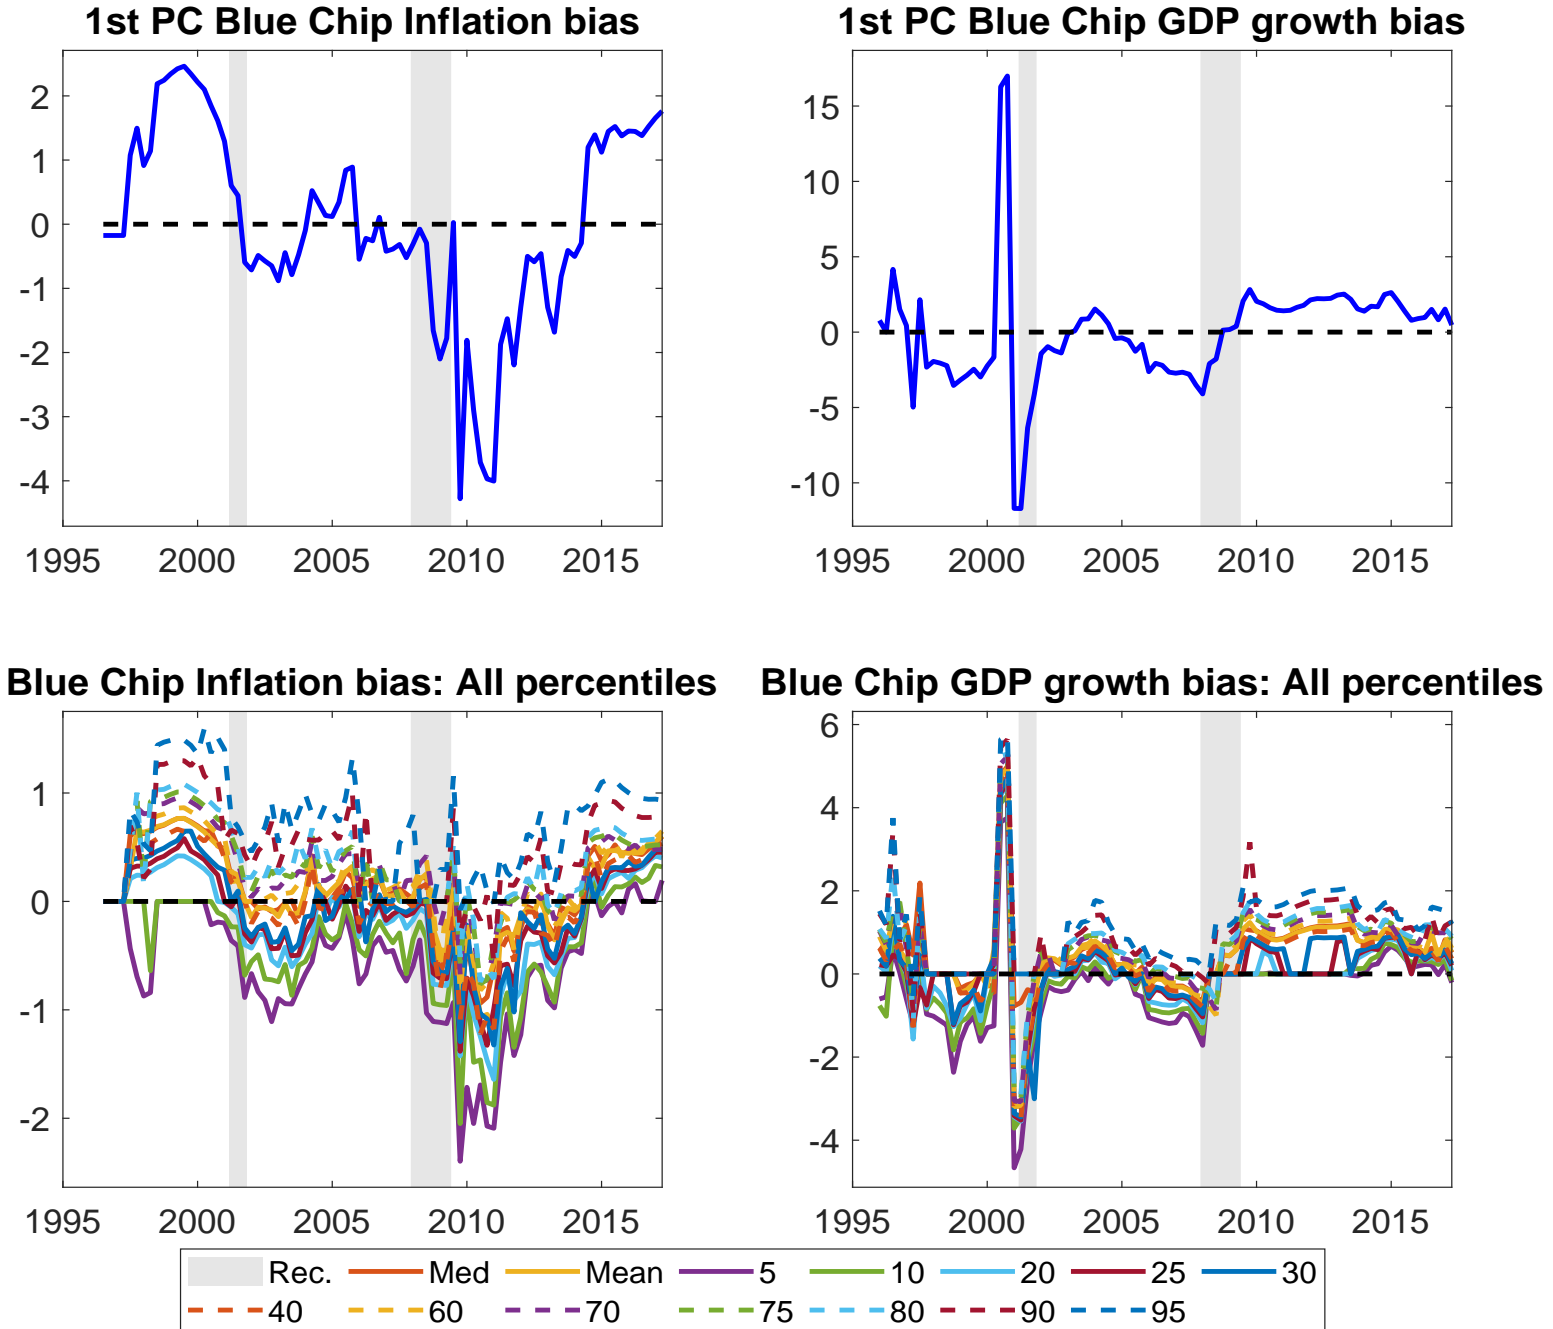 1st PC Blue Chip Inflation bias
2
1
0
-1
-2
-3
-4
1995 2000 2005 2010 2015
1st PC Blue Chip GDP growth bias
15
10
5
0
-5
-10
1995 2000 2005 2010 2015
Blue Chip Inflation bias: All percentiles
1
0
-1
-2
1995 2000 2005 2010 2015
Blue Chip GDP growth bias: All percentiles
6
4
2
0
-2
-4
1995 2000 2005 2010 2015
Rec. Med Mean 5 10 20 25 30
40 60 70 75 80 90 95